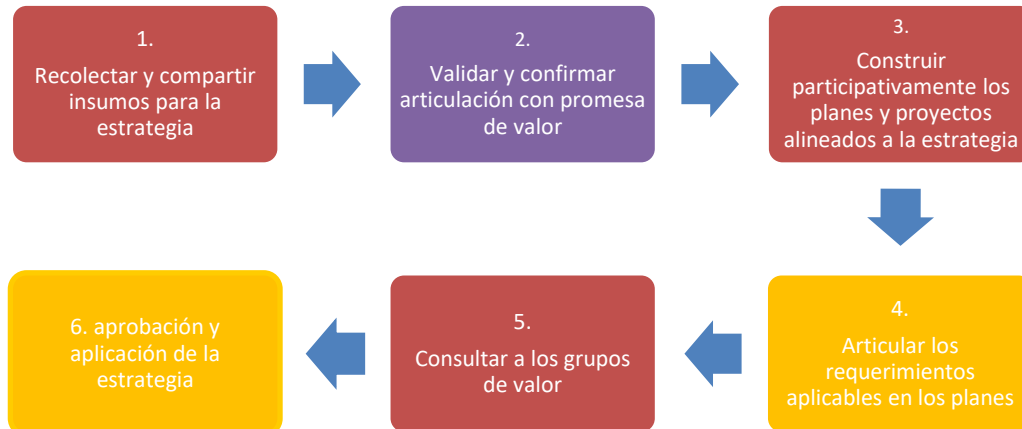 1.
Recolectar y compartir
insumos para la
estrategia
2.
Validar y confirmar
articulación con promesa
de valor
3.
Construir
participativamente los
planes y proyectos
alineados a la estrategia
4.
Articular los
requerimientos
aplicables en los planes
5.
Consultar a los grupos
de valor
6. aprobación y
aplicación de la
estrategia